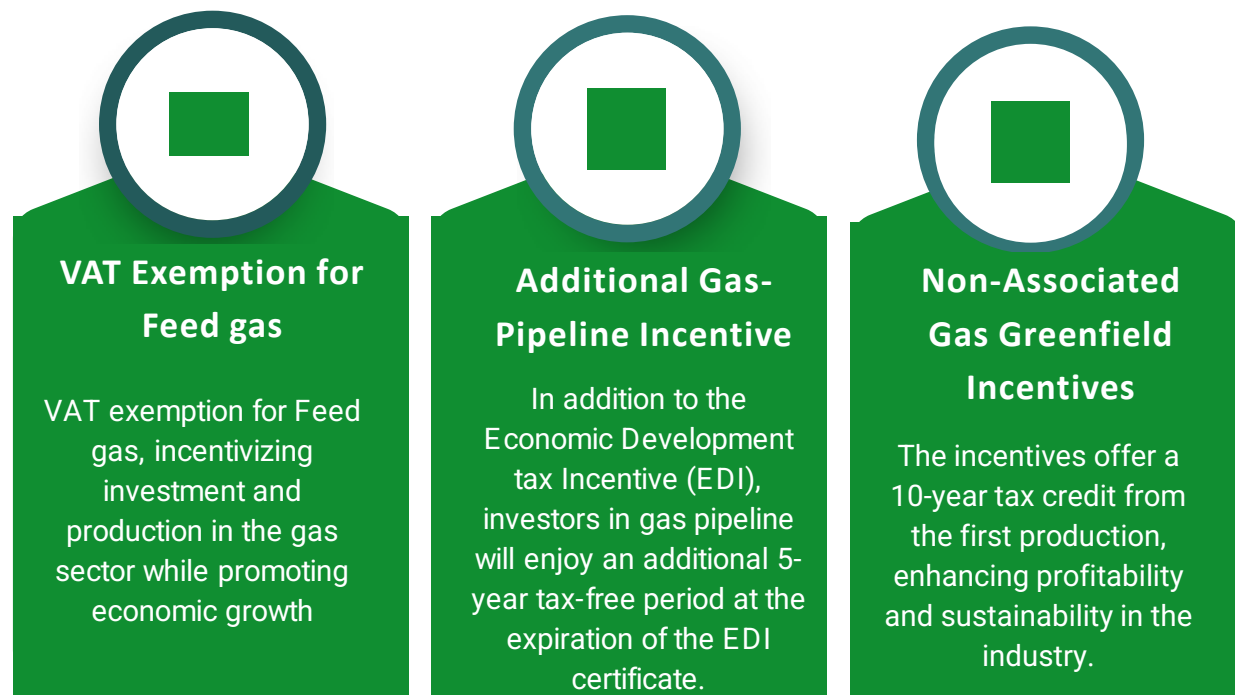 VAT Exemption for
Feed gas
VAT exemption for Feed
gas, incentivizing
investment and
production in the gas
sector while promoting
economic growth
Additional Gas-
Pipeline Incentive
In addition to the
Economic Development
tax Incentive (EDI),
investors in gas pipeline
will enjoy an additional 5-
year tax-free period at the
expiration of the EDI
certificate.
Non-Associated
Gas Greenfield
Incentives
The incentives offer a
10-year tax credit from
the first production,
enhancing profitability
and sustainability in the
industry.